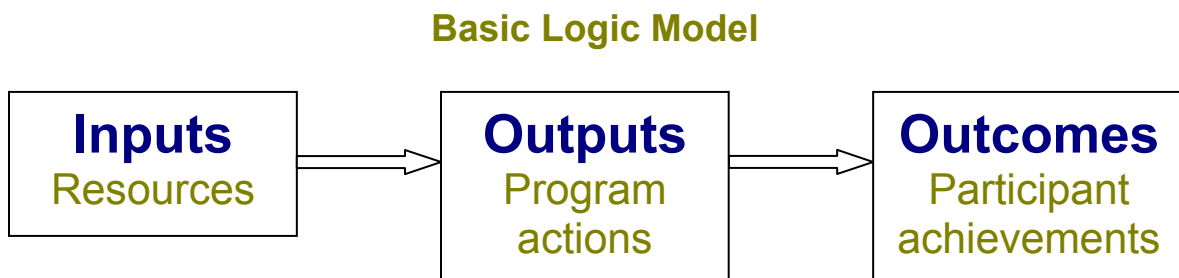 Basic Logic Model
Inputs
Resources
Outputs
Program
actions
Outcomes
Participant
achievements